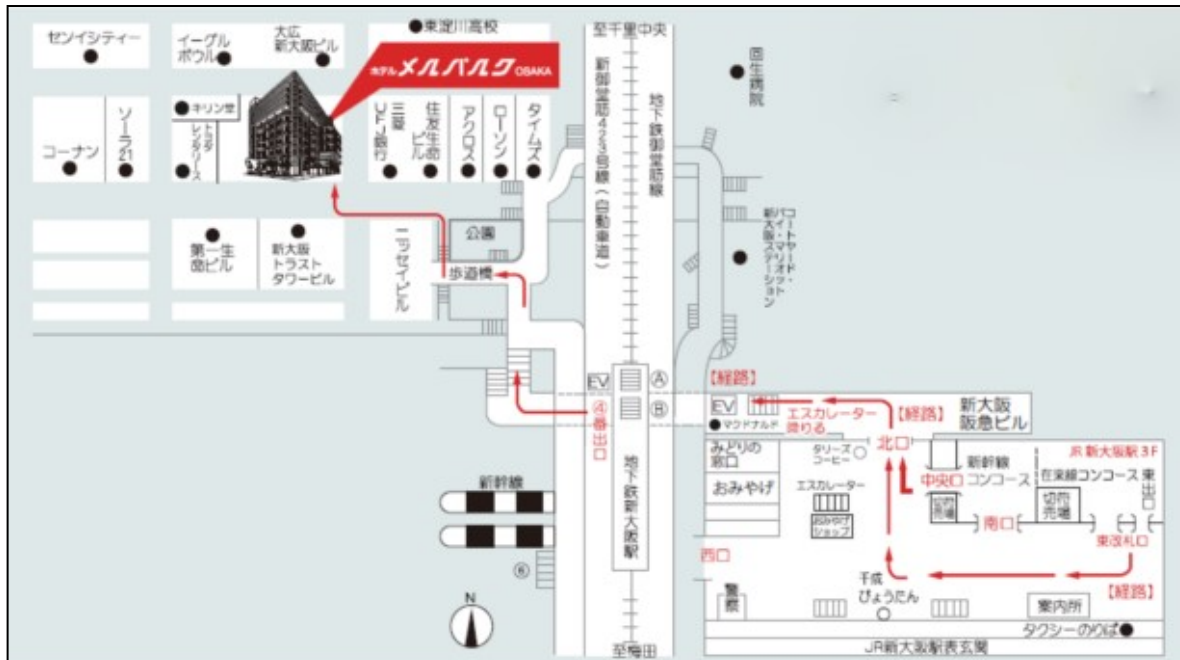 センイシティー
イーグル
ボウル
大広
新大阪ビル
東淀川高校
ホテル メルパルク OSAKA
至千里中央
回生病院
コーナン
ソーラ21
キリン堂
トヨタ
レンタリース
三菱
UFJ銀行
住友生命
ビル
アクロス
ローソン
タイムズ
新御堂筋423号線(自動車道)
地下鉄御堂筋線
第一生
命ビル
新大阪
トラスト
タワービル
ニッセイビル
公園
歩道橋
コートヤード・
バイ・マリオット
新大阪ステーション
EV
Ⓐ
Ⓑ
④番出口
地下鉄新大阪駅
新幹線
⑥
N
至梅田
【経路】
EV
マクドナルド
エスカレーター
降りる
【経路】
新大阪
阪急ビル
北口
みどりの
窓口
タリーズ
コーヒー
JR新大阪駅3F
おみやげ
エスカレーター
おみやげ
ショップ
中央口
新幹線
コンコース
在来線コンコース
東出口
切符
売場
切符
売場
南口
東改札口
西口
千成
びょうたん
【経路】
警察
案内所
タクシーのりば
JR新大阪駅表玄関